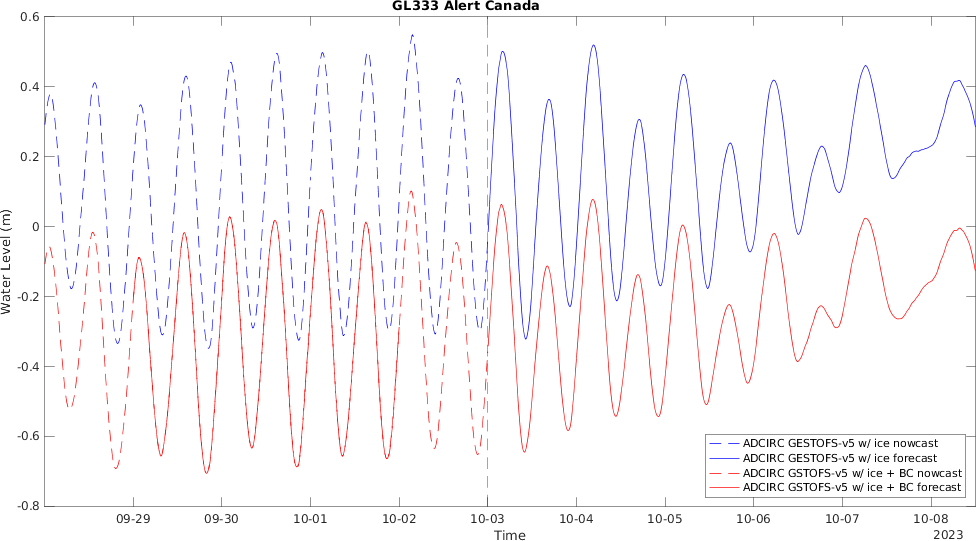 GL333 Alert Canada
Water Level (m)
0.6
0.4
0.2
0
-0.2
-0.4
-0.6
-0.8
ADCIRC GESTOFS-v5 w/ ice nowcast
ADCIRC GESTOFS-v5 w/ ice forecast
ADCIRC GSTOFS-v5 w/ ice + BC nowcast
ADCIRC GSTOFS-v5 w/ ice + BC forecast
09-29 09-30 10-01 10-02 10-03 10-04 10-05 10-06 10-07 10-08
Time
2023